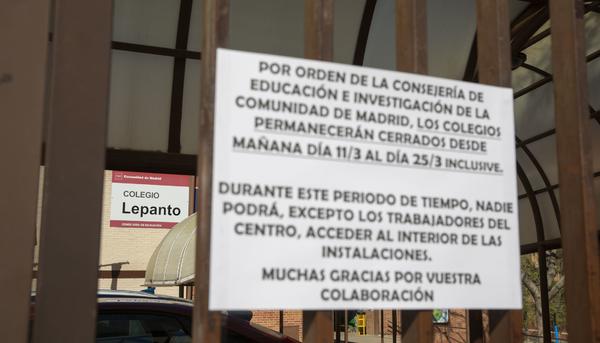 POR ORDEN DE LA CONSEJERÍA DE
EDUCACIÓN E INVESTIGACIÓN DE LA
COMUNIDAD DE MADRID, LOS COLEGIOS
PERMANECERÁN CERRADOS DESDE
MAÑANA DÍA 11/3 AL DÍA 25/3 INCLUSIVE.
DURANTE ESTE PERIODO DE TIEMPO, NADIE
PODRÁ, EXCEPTO LOS TRABAJADORES DEL
CENTRO, ACCEDER AL INTERIOR DE LAS
INSTALACIONES.
MUCHAS GRACIAS POR VUESTRA
COLABORACIÓN
Comunidad de Madrid
COLEGIO
Lepanto